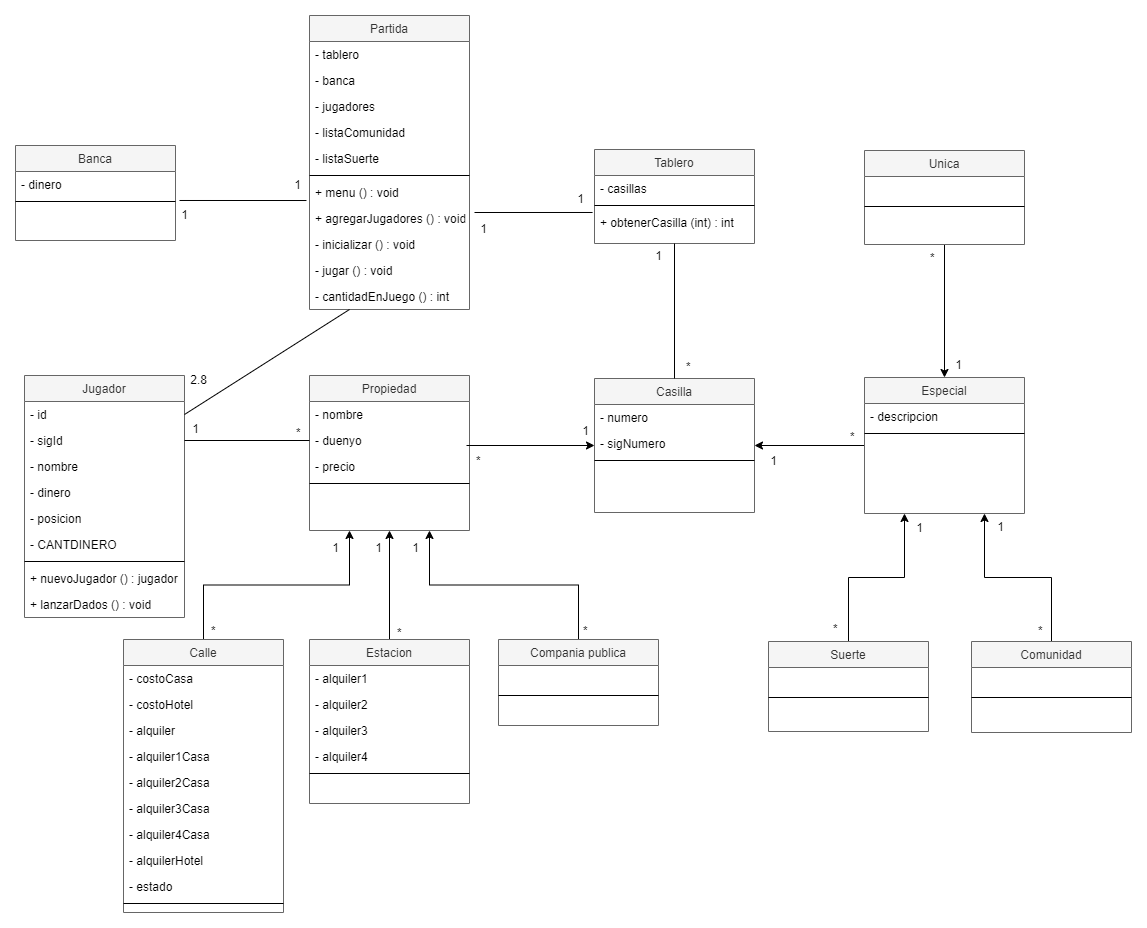 Partida
- tablero
- banca
- jugadores
- listaComunidad
- listaSuerte
+ menu () : void
+ agregarJugadores () : void
- inicializar () : void
- jugar () : void
- cantidadEnJuego () : int
Banca
- dinero
1
1
Tablero
- casillas
+ obtenerCasilla (int) : int
1
1
Unica
1
*
*
1
Jugador
- id
- sigId
- nombre
- dinero
- posicion
- CANTDINERO
+ nuevoJugador () : jugador
+ lanzarDados () : void
2.8
1
*
Propiedad
- nombre
- duenyo
- precio
1
*
Casilla
- numero
- sigNumero
*
1
Especial
- descripcion
1
1
1
1
1
*
*
*
*
*
Calle
- costoCasa
- costoHotel
- alquiler
- alquiler1Casa
- alquiler2Casa
- alquiler3Casa
- alquiler4Casa
- alquilerHotel
- estado
Estacion
- alquiler1
- alquiler2
- alquiler3
- alquiler4
Compania publica
Suerte
Comunidad